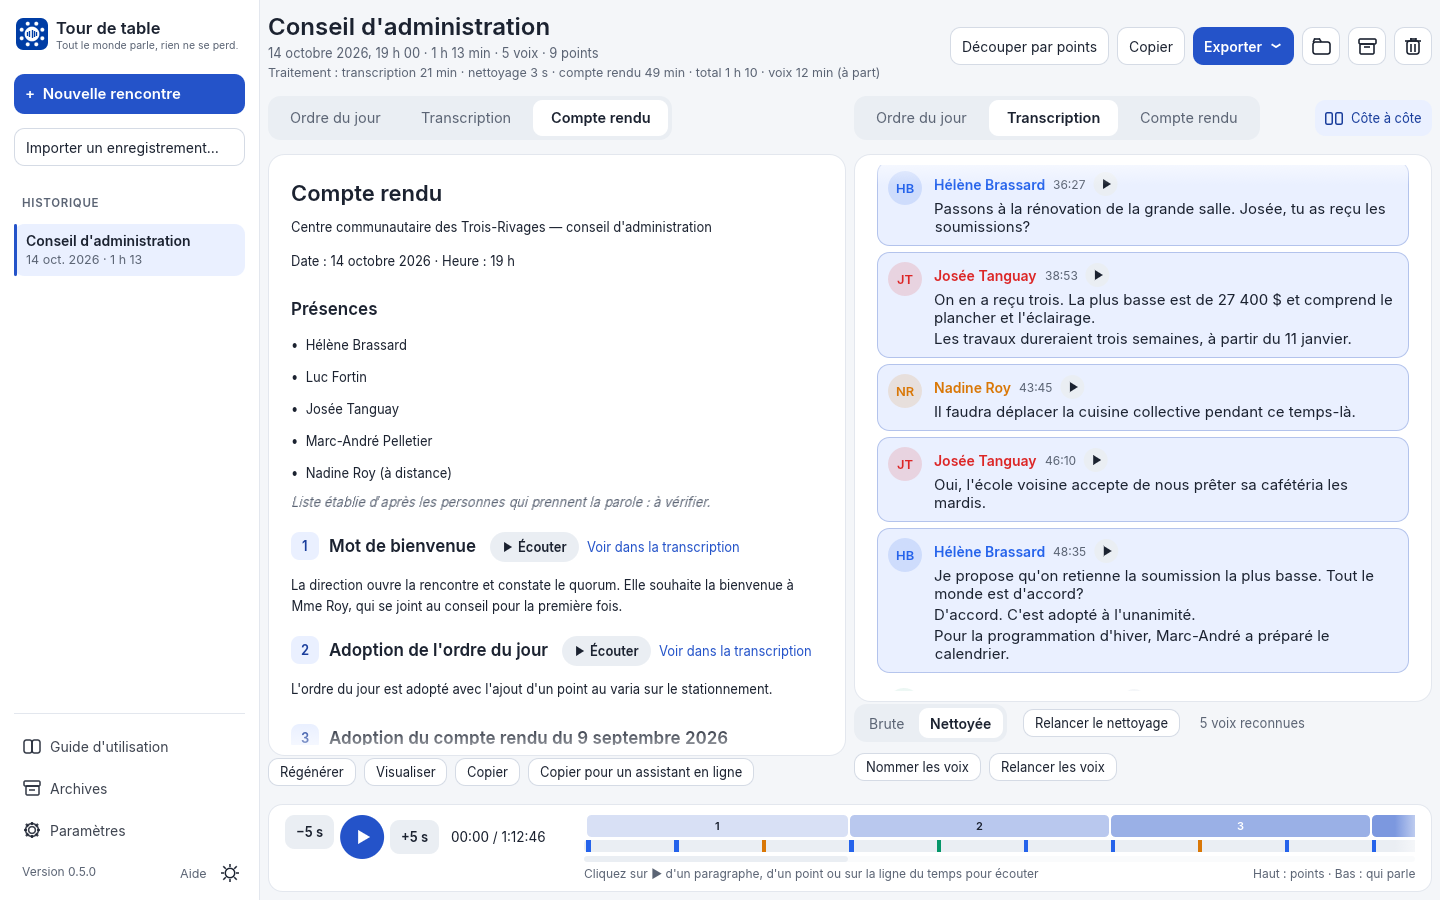 Tour de table
Tout le monde parle, rien ne se perd.
+ Nouvelle rencontre
Importer un enregistrement...
HISTORIQUE
Conseil d'administration
14 oct. 2026 · 1 h 13
Guide d'utilisation
Archives
Paramètres
Version 0.5.0
Aide
Conseil d'administration
14 octobre 2026, 19 h 00 · 1 h 13 min · 5 voix · 9 points
Traitement : transcription 21 min · nettoyage 3 s · compte rendu 49 min · total 1 h 10 · voix 12 min (à part)
Découper par points
Copier
Exporter
Ordre du jour
Transcription
Compte rendu
Compte rendu
Centre communautaire des Trois-Rivages — conseil d'administration
Date : 14 octobre 2026 · Heure : 19 h
Présences
• Hélène Brassard
• Luc Fortin
• Josée Tanguay
• Marc-André Pelletier
• Nadine Roy (à distance)
Liste établie d'après les personnes qui prennent la parole : à vérifier.
1 Mot de bienvenue Écouter Voir dans la transcription
La direction ouvre la rencontre et constate le quorum. Elle souhaite la bienvenue à
Mme Roy, qui se joint au conseil pour la première fois.
2 Adoption de l'ordre du jour Écouter Voir dans la transcription
L'ordre du jour est adopté avec l'ajout d'un point au varia sur le stationnement.
3 Adoption du compte rendu du 9 septembre 2026
Régénérer
Visualiser
Copier
Copier pour un assistant en ligne
Ordre du jour
Transcription
Compte rendu
Côte à côte
HB Hélène Brassard 36:27
Passons à la rénovation de la grande salle. Josée, tu as reçu les
soumissions?
JT Josée Tanguay 38:53
On en a reçu trois. La plus basse est de 27 400 $ et comprend le
plancher et l'éclairage.
Les travaux dureraient trois semaines, à partir du 11 janvier.
NR Nadine Roy 43:45
Il faudra déplacer la cuisine collective pendant ce temps-là.
JT Josée Tanguay 46:10
Oui, l'école voisine accepte de nous prêter sa cafétéria les
mardis.
HB Hélène Brassard 48:35
Je propose qu'on retienne la soumission la plus basse. Tout le
monde est d'accord?
D'accord. C'est adopté à l'unanimité.
Pour la programmation d'hiver, Marc-André a préparé le
calendrier.
Brute
Nettoyée
Relancer le nettoyage
5 voix reconnues
Nommer les voix
Relancer les voix
−5 s
+5 s
00:00 / 1:12:46
1
2
3
Cliquez sur ▶ d'un paragraphe, d'un point ou sur la ligne du temps pour écouter
Haut : points · Bas : qui parle